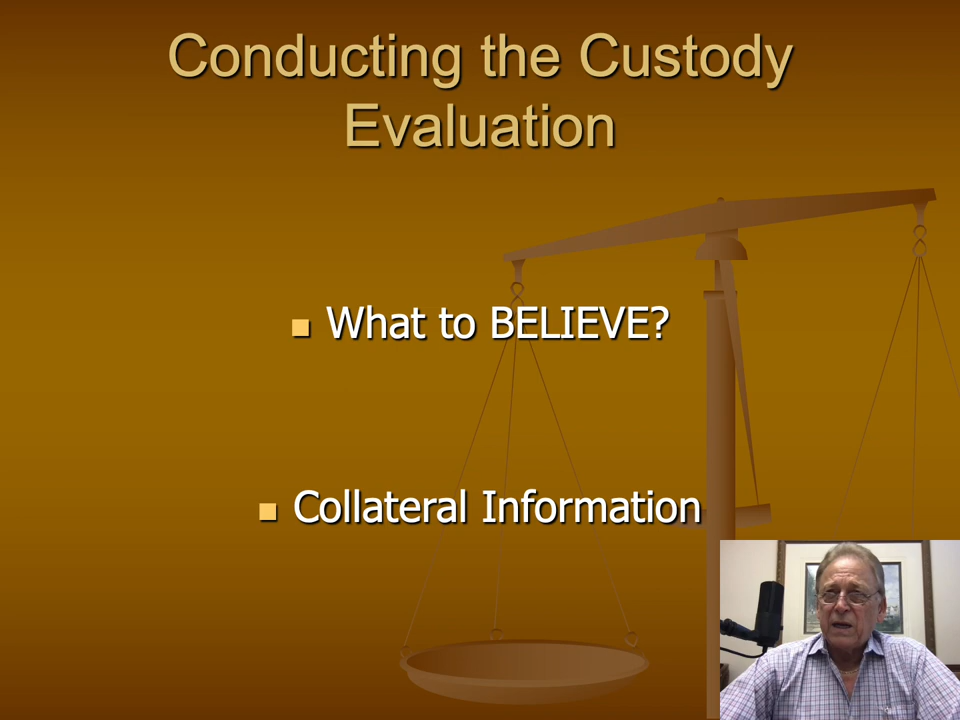 Conducting the Custody
Evaluation
What to BELIEVE?
Collateral Information